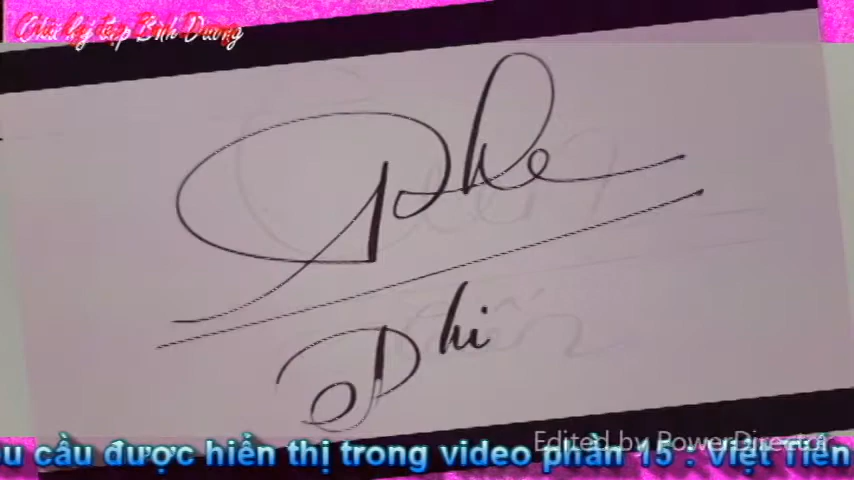 Chữ ký đẹp Bình Dương
Phi
Edited by PowerDirector
u cầu được hiển thị trong video phần 15 : Việt Tiến